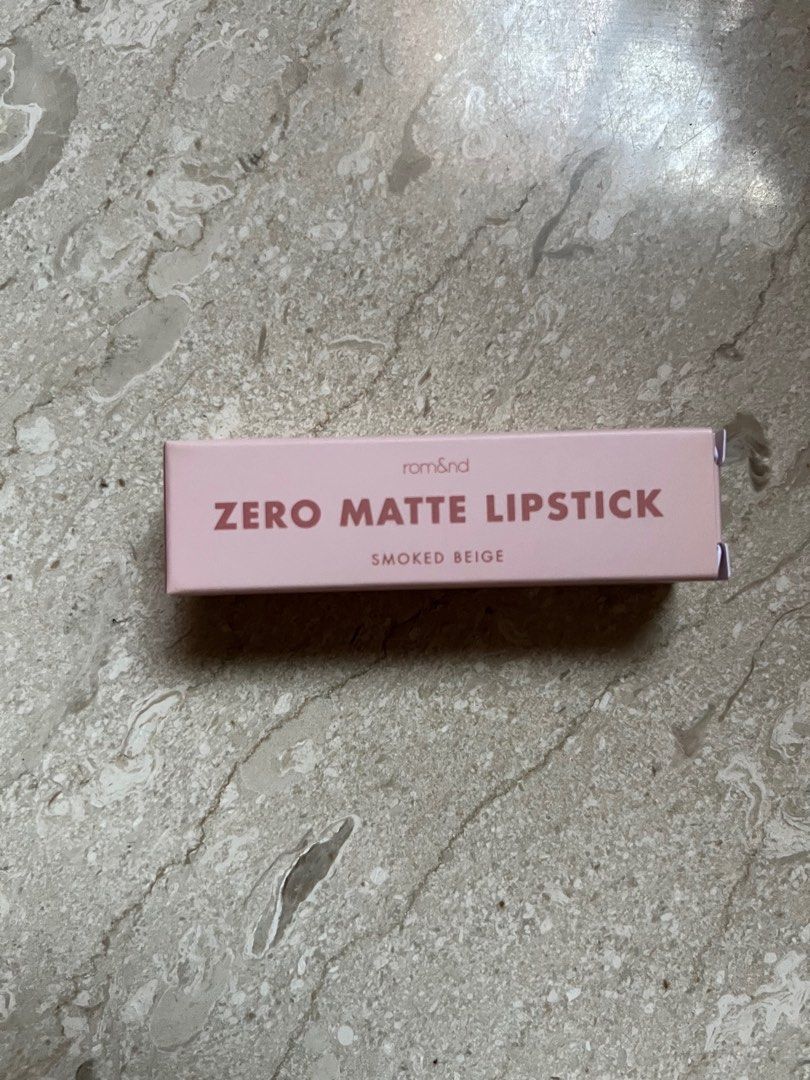 rom&nd
ZERO MATTE LIPSTICK
SMOKED BEIGE